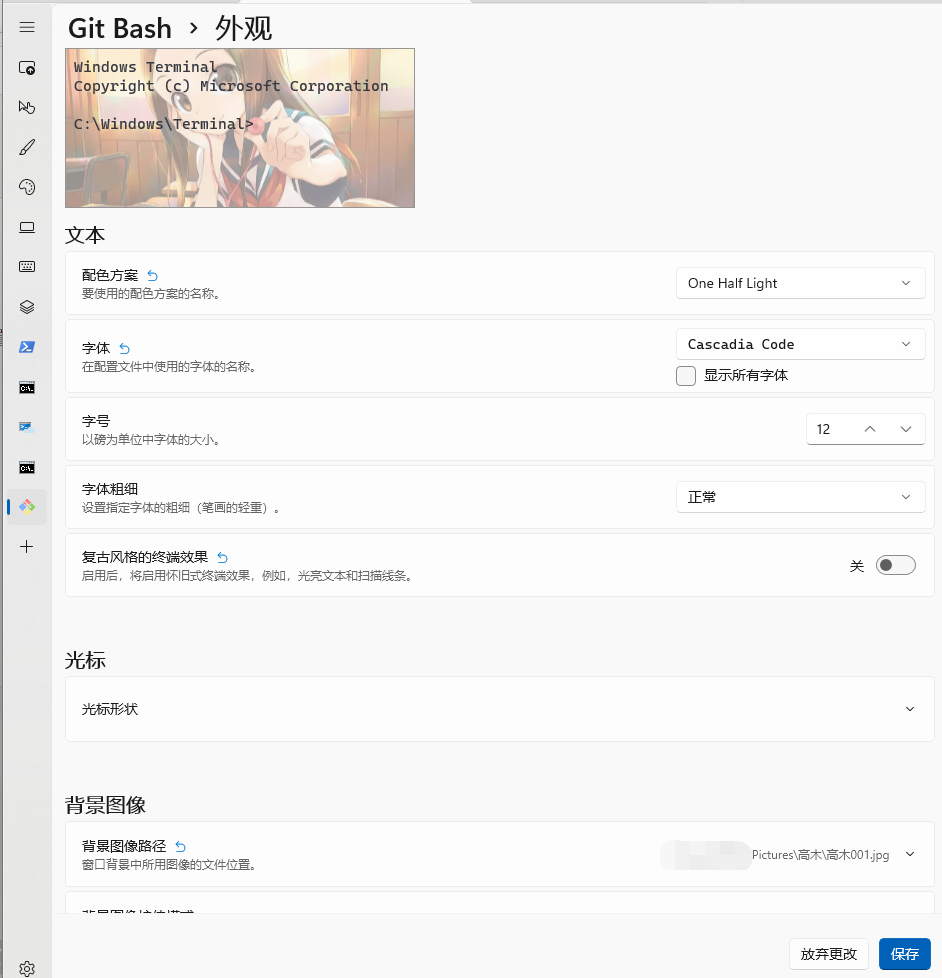 Git Bash › 外观
Windows Terminal
Copyright (c) Microsoft Corporation
C:\Windows\Terminal>
文本
配色方案
要使用的配色方案的名称。
One Half Light
字体
在配置文件中使用的字体的名称。
Cascadia Code
显示所有字体
字号
以磅为单位中字体的大小。
12
字体粗细
设置指定字体的粗细（笔画的轻重）。
正常
复古风格的终端效果
启用后，将启用怀旧式终端效果，例如，光亮文本和扫描线条。
关
光标
光标形状
背景图像
背景图像路径
窗口背景中所用图像的文件位置。
Pictures\高木\高木001.jpg
放弃更改
保存